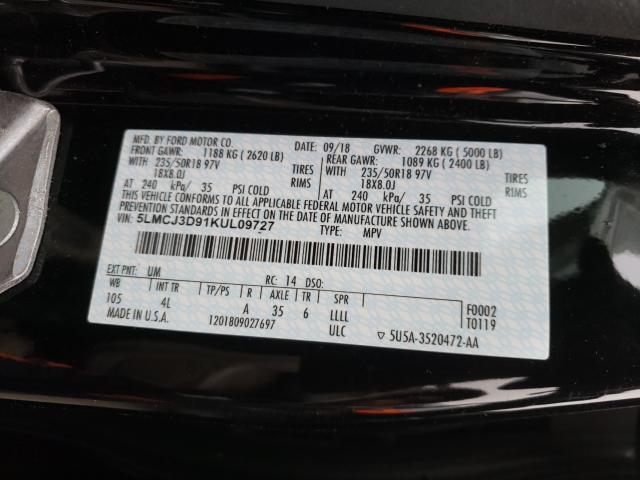 MFD. BY FORD MOTOR CO. DATE: 09/18 GVWR: 2268 KG ( 5000 LB)
FRONT GAWR: 1188 KG ( 2620 LB) REAR GAWR: 1089 KG ( 2400 LB)
WITH 235/50R18 97V TIRES WITH 235/50R18 97V TIRES
18X8.0J RIMS 18X8.0J RIMS
AT 240 kPa/ 35 PSI COLD AT 240 kPa/ 35 PSI COLD
THIS VEHICLE CONFORMS TO ALL APPLICABLE FEDERAL MOTOR VEHICLE SAFETY AND THEFT
PREVENTION STANDARDS IN EFFECT ON THE DATE OF MANUFACTURE SHOWN ABOVE.
VIN: 5LMCJ3D91KUL09727 TYPE: MPV
EXT PNT: UM RC: 14 DSO:
WB INT TR TP/PS R AXLE TR SPR F0002
105 4L A 35 6 LLLL T0119
MADE IN U.S.A. 1201809027697 ULC ▽ 5U5A-3520472-AA